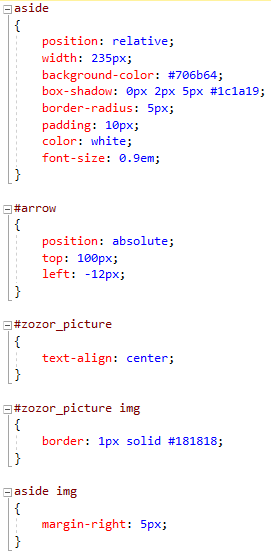 aside
{
position: relative;
width: 235px;
background-color: #706b64;
box-shadow: 0px 2px 5px #1c1a19;
border-radius: 5px;
padding: 10px;
color: white;
font-size: 0.9em;
}
#arrow
{
position: absolute;
top: 100px;
left: -12px;
}
#zozor_picture
{
text-align: center;
}
#zozor_picture img
{
border: 1px solid #181818;
}
aside img
{
margin-right: 5px;
}